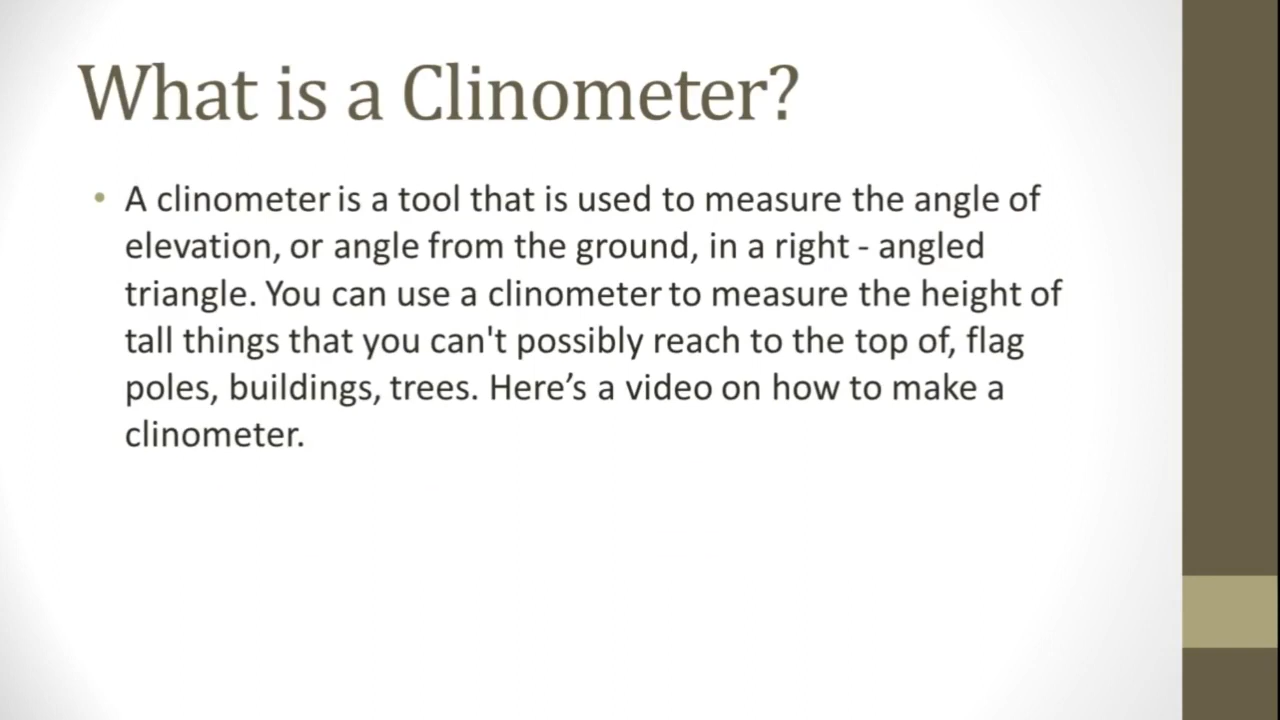 What is a Clinometer?
• A clinometer is a tool that is used to measure the angle of
elevation, or angle from the ground, in a right - angled
triangle. You can use a clinometer to measure the height of
tall things that you can't possibly reach to the top of, flag
poles, buildings, trees. Here’s a video on how to make a
clinometer.